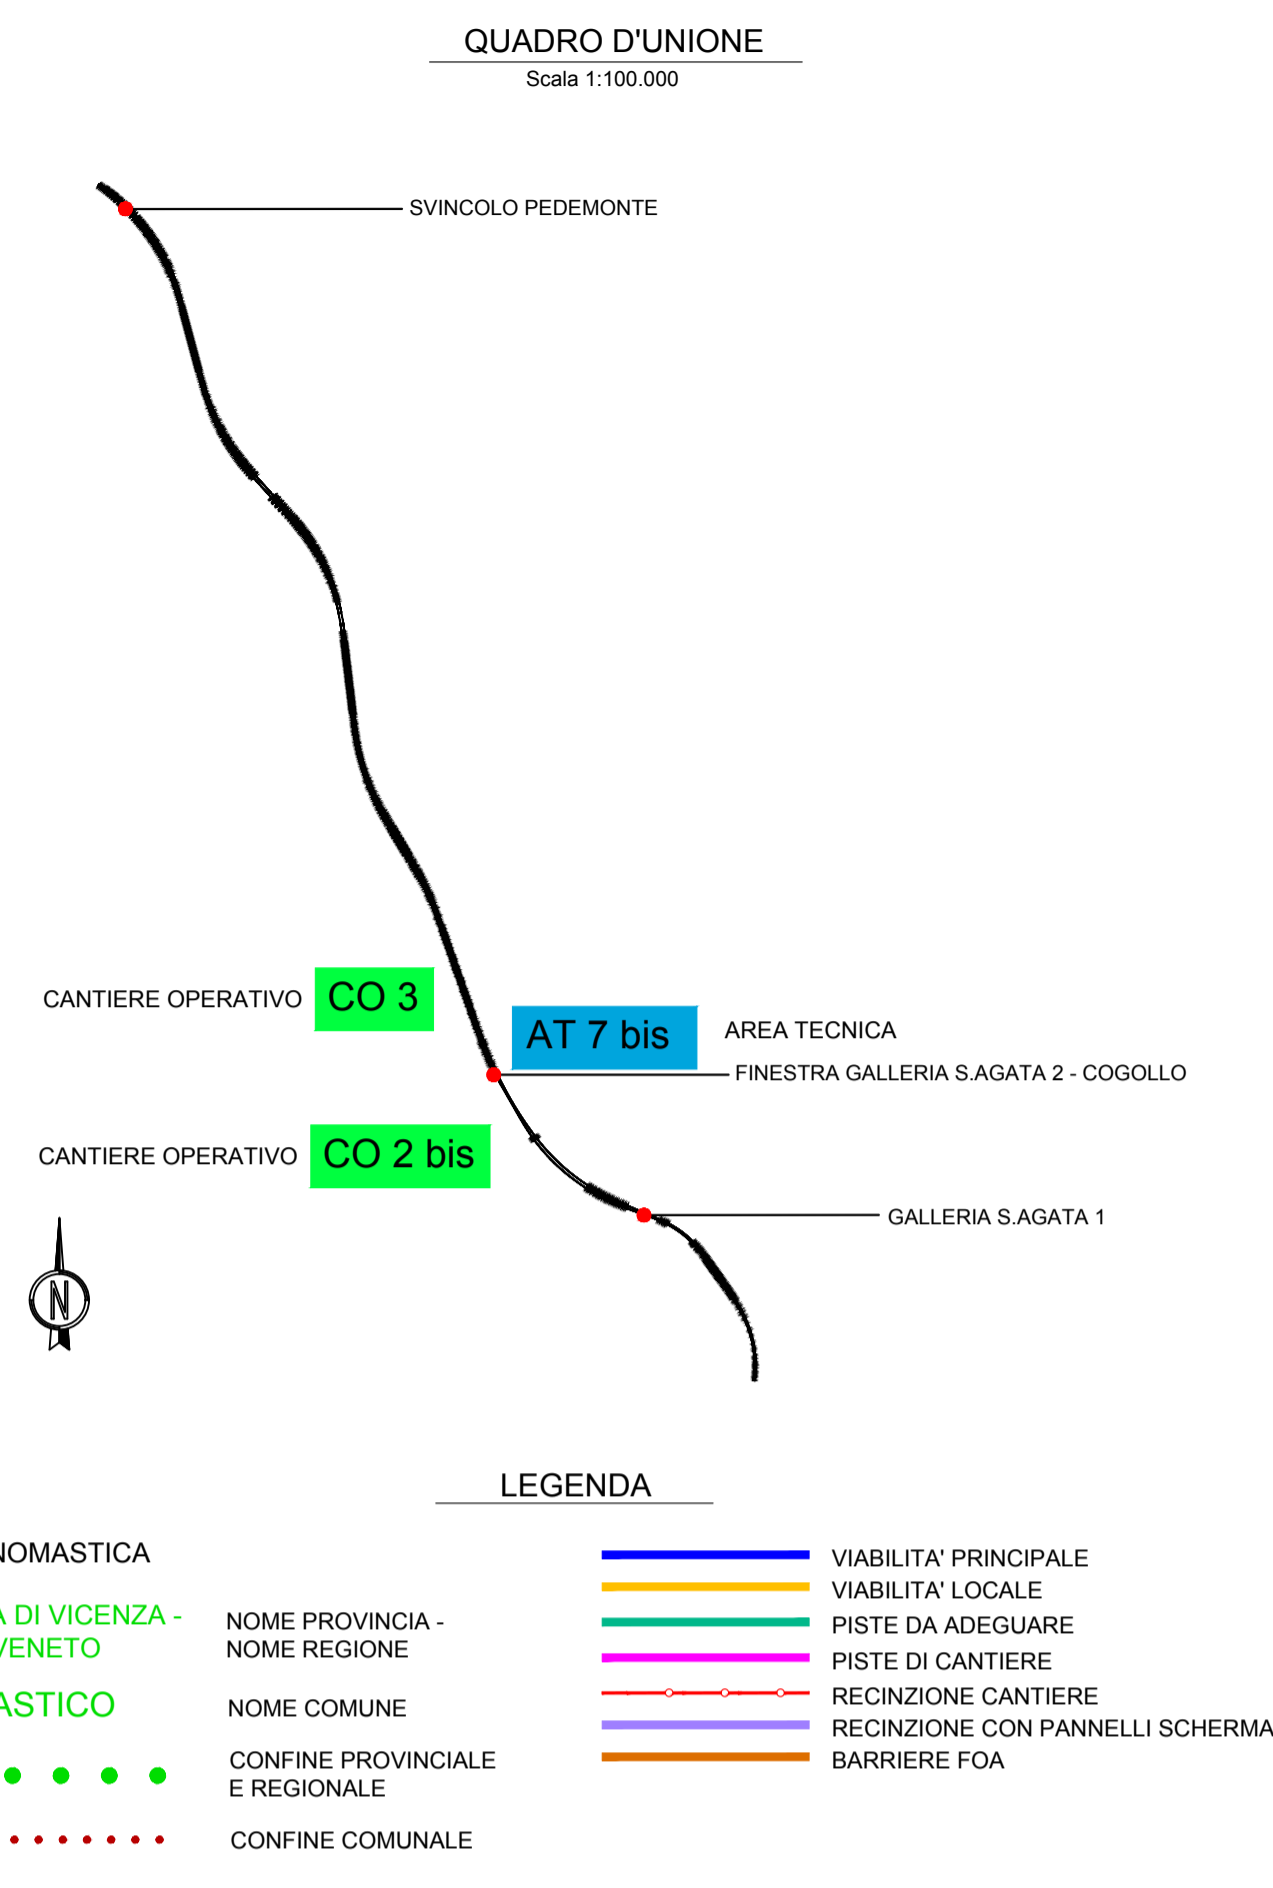 QUADRO D'UNIONE
Scala 1:100.000
SVINCOLO PEDEMONTE
CANTIERE OPERATIVO CO 3
AT 7 bis AREA TECNICA
FINESTRA GALLERIA S.AGATA 2 - COGOLLO
CANTIERE OPERATIVO CO 2 bis
GALLERIA S.AGATA 1
N
LEGENDA
NOMASTICA
A DI VICENZA -
VENETO
NOME PROVINCIA -
NOME REGIONE
ASTICO
NOME COMUNE
CONFINE PROVINCIALE
E REGIONALE
CONFINE COMUNALE
VIABILITA' PRINCIPALE
VIABILITA' LOCALE
PISTE DA ADEGUARE
PISTE DI CANTIERE
RECINZIONE CANTIERE
RECINZIONE CON PANNELLI SCHERMA
BARRIERE FOA